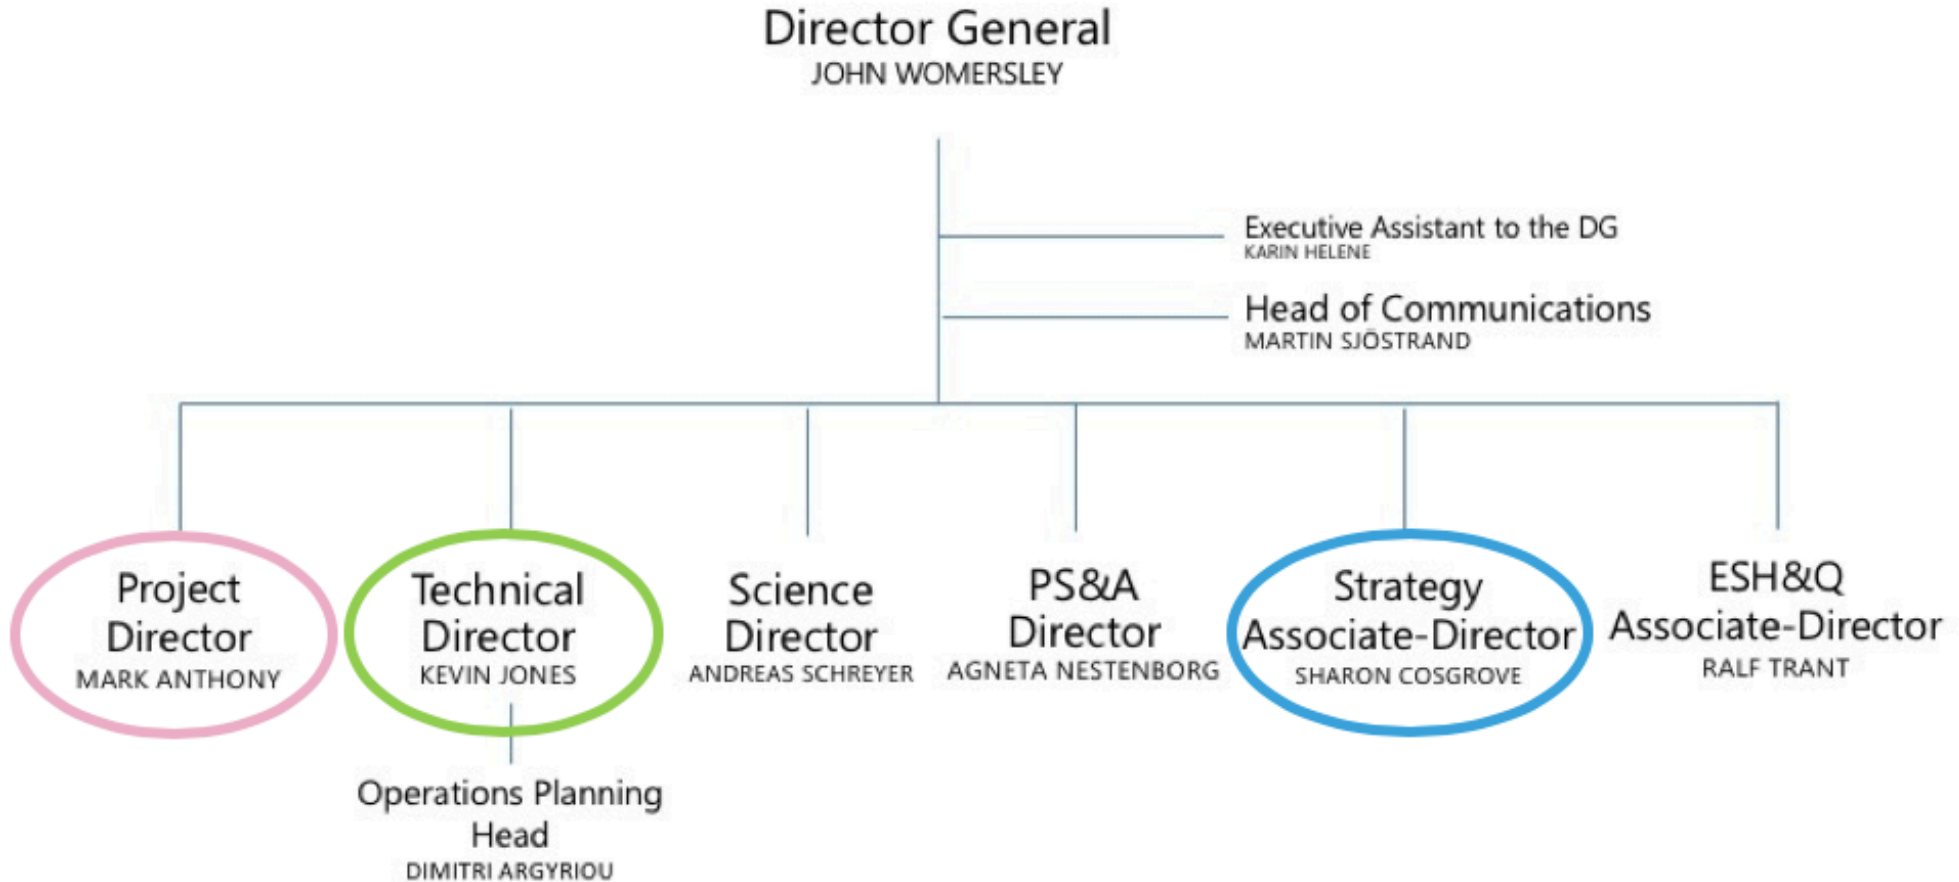 Director General
JOHN WOMERSLEY
Executive Assistant to the DG
KARIN HELENE
Head of Communications
MARTIN SJÖSTRAND
Project
Director
MARK ANTHONY
Technical
Director
KEVIN JONES
Science
Director
ANDREAS SCHREYER
PS&A
Director
AGNETA NESTENBORG
Strategy
Associate-Director
SHARON COSGROVE
ESH&Q
Associate-Director
RALF TRANT
Operations Planning
Head
DIMITRI ARGYRIOU